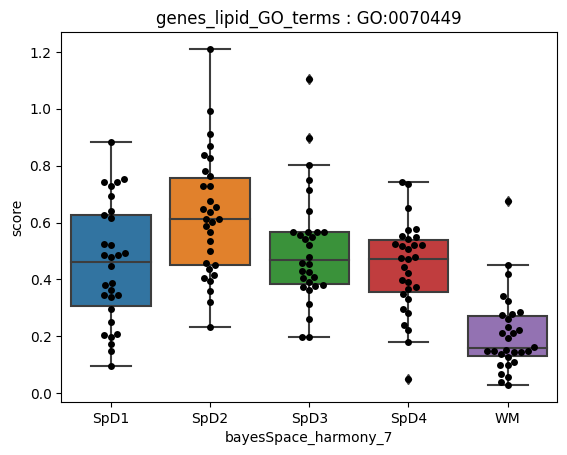 genes_lipid_GO_terms : GO:0070449
score
1.2
1.0
0.8
0.6
0.4
0.2
0.0
SpD1 SpD2 SpD3 SpD4 WM
bayesSpace_harmony_7